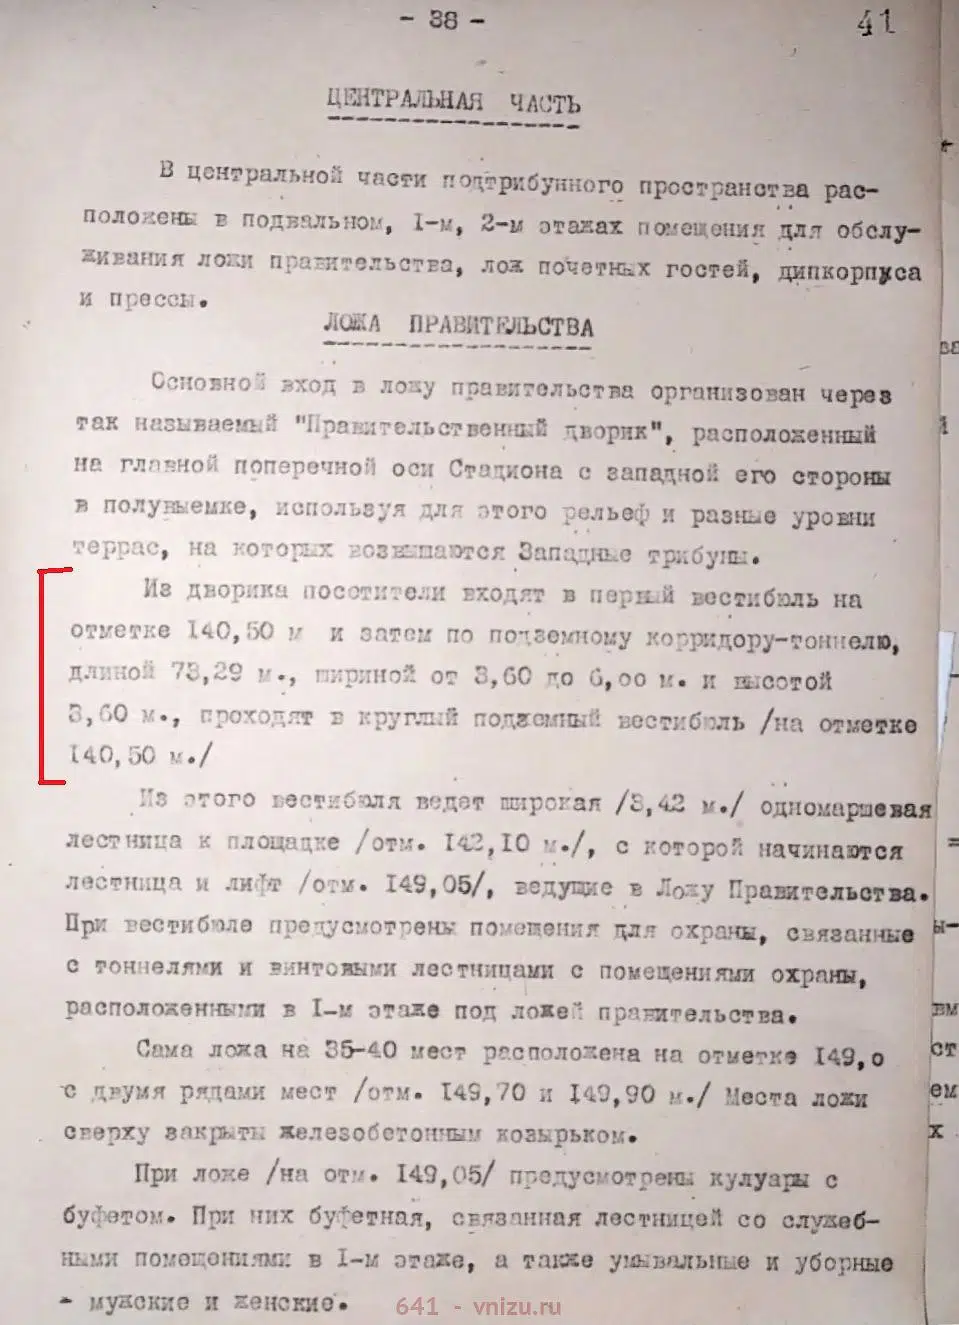 - 38 -
41
ЦЕНТРАЛЬНАЯ ЧАСТЬ
В центральной части подтрибунного пространства рас-
положены в подвальном, I-м, 2-м этажах помещения для обслу-
живания ложи правительства, лож почетных гостей, дипкорпуса
и прессы.
ЛОЖА ПРАВИТЕЛЬСТВА
Основной вход в ложу правительства организован через
так называемый "Правительственный дворик", расположенный
на главной поперечной оси Стадиона с западной его стороны
в полувыемке, используя для этого рельеф и разные уровни
террас, на которых возвышаются Западные трибуны.
Из дворика посетители входят в первый вестибюль на
отметке I40,50 м и затем по подземному корридору-тоннелю,
длиной 73,29 м., шириной от 3,60 до 6,00 м. и высотой
3,60 м., проходят в круглый подземный вестибюль /на отметке
I40,50 м./
Из этого вестибюля ведет широкая /3,42 м./ одномаршевая
лестница к площадке /отм. I42,I0 м./, с которой начинаются
лестница и лифт /отм. I49,05/, ведущие в Ложу Правительства.
При вестибюле предусмотрены помещения для охраны, связанные
с тоннелями и винтовыми лестницами с помещениями охраны,
расположенными в I-м этаже под ложей правительства.
Сама ложа на 35-40 мест расположена на отметке I49,0
с двумя рядами мест /отм. I49,70 и I49,90 м./ Места ложи
сверху закрыты железобетонным козырьком.
При ложе /на отм. I49,05/ предусмотрены кулуары с
буфетом. При них буфетная, связанная лестницей со служеб-
ными помещениями в I-м этаже, а также умывальные и уборные
- мужские и женские.
641 - vnizu.ru